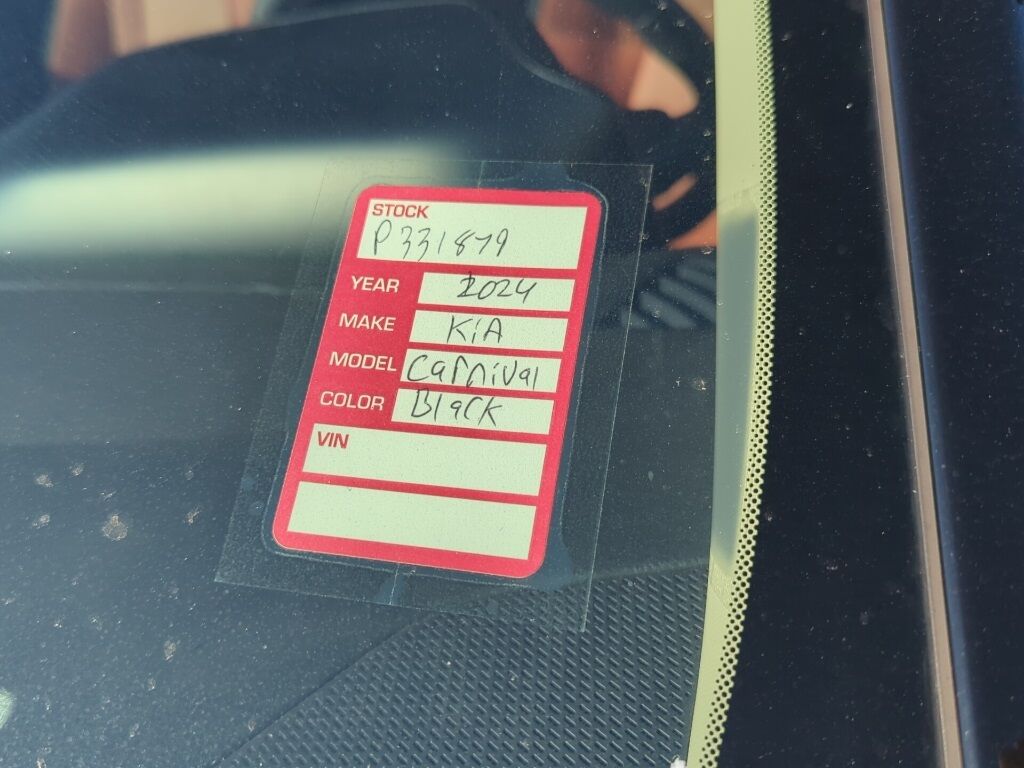 STOCK
P331879
YEAR 2024
MAKE KiA
MODEL Carnival
COLOR Black
VIN